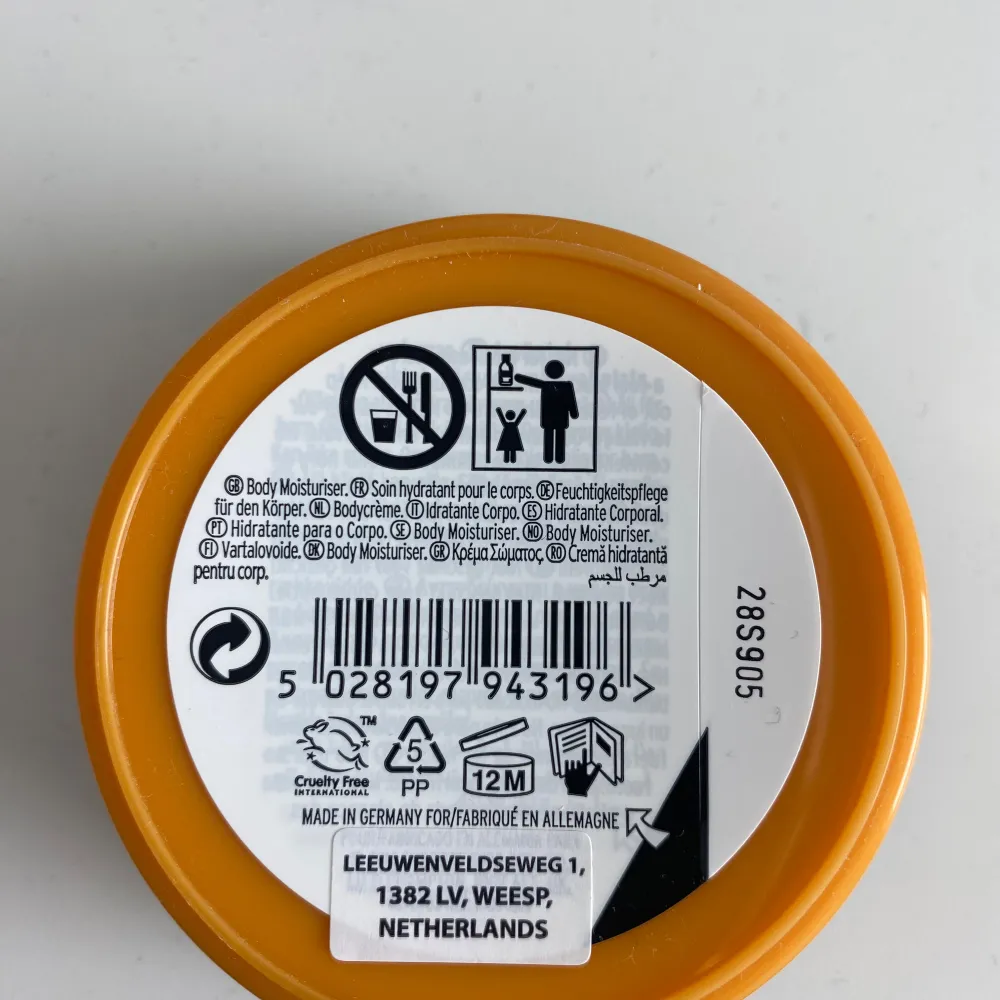 GB Body Moisturiser. FR Soin hydratant pour le corps. DE Feuchtigkeitspflege
für den Körper. NL Bodycrème. IT Idratante Corpo. ES Hidratante Corporal.
PT Hidratante para o Corpo. SE Body Moisturiser. NO Body Moisturiser.
FI Vartalovoide. DK Body Moisturiser. GR Κρέμα Σώματος RO Cremă hidratantă
pentru corp. مرطب للجسم
28S905
5 028197 943196 >
TM
Cruelty Free
INTERNATIONAL
5
PP
12M
MADE IN GERMANY FOR/FABRIQUÉ EN ALLEMAGNE
LEEUWENVELDSEWEG 1,
1382 LV, WEESP,
NETHERLANDS